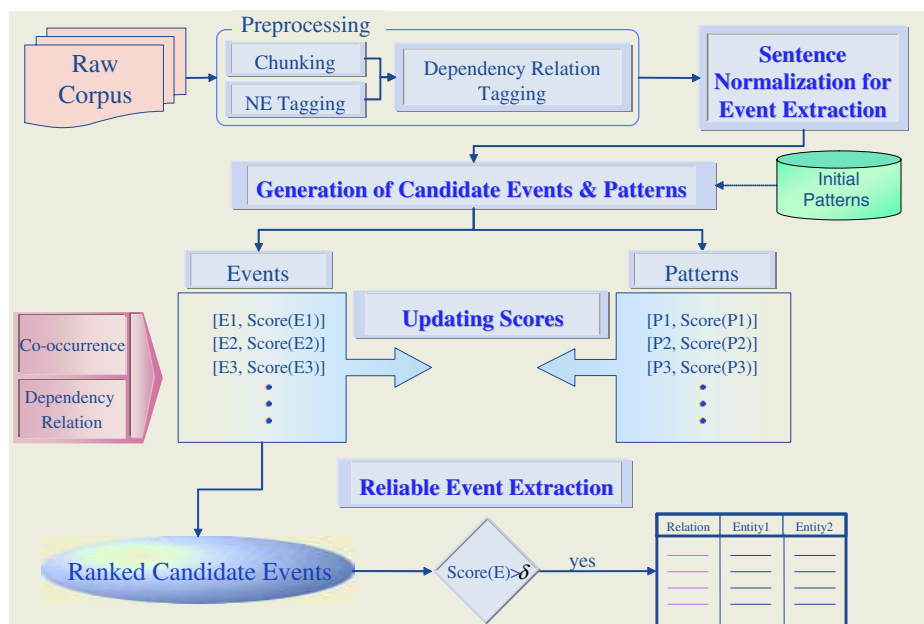 Preprocessing
Raw
Corpus
Chunking
NE Tagging
Dependency Relation
Tagging
Sentence
Normalization for
Event Extraction
Generation of Candidate Events & Patterns
Initial
Patterns
Events
Patterns
Updating Scores
Co-occurrence
Dependency
Relation
[E1, Score(E1)]
[E2, Score(E2)]
[E3, Score(E3)]
[P1, Score(P1)]
[P2, Score(P2)]
[P3, Score(P3)]
Reliable Event Extraction
Ranked Candidate Events
Score(E)>δ
yes
Relation Entity1 Entity2